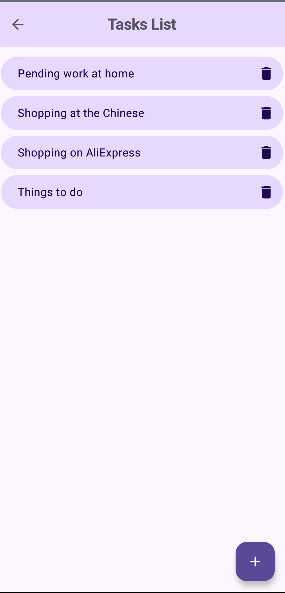 Tasks List
Pending work at home
Shopping at the Chinese
Shopping on AliExpress
Things to do